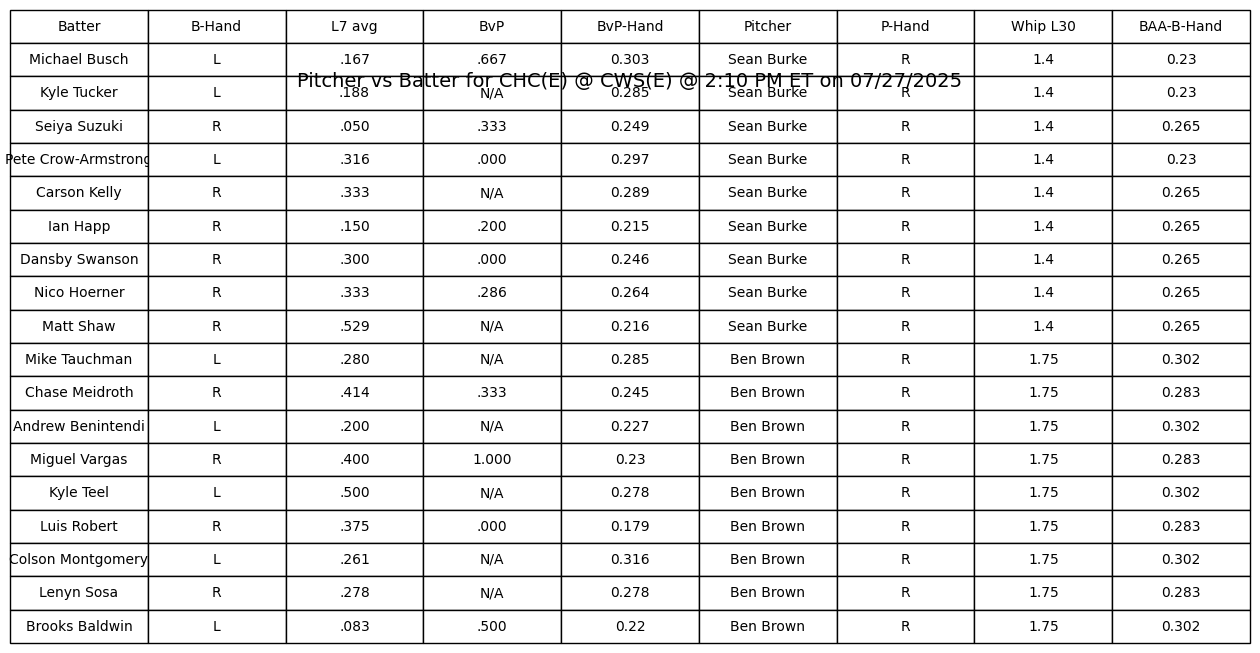 Batter B-Hand L7 avg BvP BvP-Hand Pitcher P-Hand Whip L30 BAA-B-Hand
Michael Busch L .167 .667 0.303 Sean Burke R 1.4 0.23
Pitcher vs Batter for CHC(E) @ CWS(E) @ 2:10 PM ET on 07/27/2025
Kyle Tucker L .188 N/A 0.285 Sean Burke R 1.4 0.23
Seiya Suzuki R .050 .333 0.249 Sean Burke R 1.4 0.265
Pete Crow-Armstrong L .316 .000 0.297 Sean Burke R 1.4 0.23
Carson Kelly R .333 N/A 0.289 Sean Burke R 1.4 0.265
Ian Happ R .150 .200 0.215 Sean Burke R 1.4 0.265
Dansby Swanson R .300 .000 0.246 Sean Burke R 1.4 0.265
Nico Hoerner R .333 .286 0.264 Sean Burke R 1.4 0.265
Matt Shaw R .529 N/A 0.216 Sean Burke R 1.4 0.265
Mike Tauchman L .280 N/A 0.285 Ben Brown R 1.75 0.302
Chase Meidroth R .414 .333 0.245 Ben Brown R 1.75 0.283
Andrew Benintendi L .200 N/A 0.227 Ben Brown R 1.75 0.302
Miguel Vargas R .400 1.000 0.23 Ben Brown R 1.75 0.283
Kyle Teel L .500 N/A 0.278 Ben Brown R 1.75 0.302
Luis Robert R .375 .000 0.179 Ben Brown R 1.75 0.283
Colson Montgomery L .261 N/A 0.316 Ben Brown R 1.75 0.302
Lenyn Sosa R .278 N/A 0.278 Ben Brown R 1.75 0.283
Brooks Baldwin L .083 .500 0.22 Ben Brown R 1.75 0.302